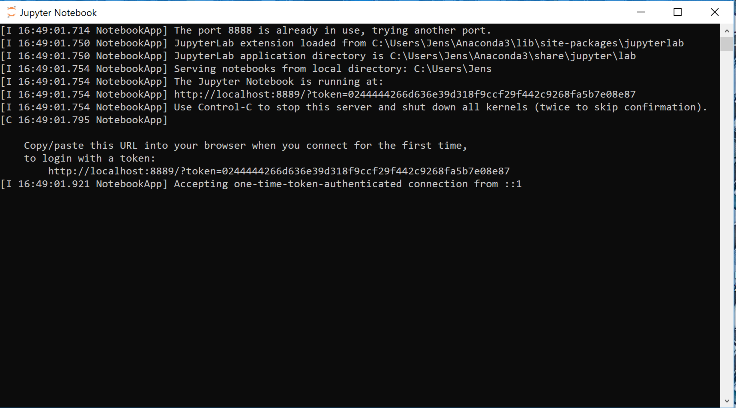 Jupyter Notebook
[I 16:49:01.714 NotebookApp] The port 8888 is already in use, trying another port.
[I 16:49:01.750 NotebookApp] JupyterLab extension loaded from C:\Users\Jens\Anaconda3\lib\site-packages\jupyterlab
[I 16:49:01.750 NotebookApp] JupyterLab application directory is C:\Users\Jens\Anaconda3\share\jupyter\lab
[I 16:49:01.754 NotebookApp] Serving notebooks from local directory: C:\Users\Jens
[I 16:49:01.754 NotebookApp] The Jupyter Notebook is running at:
[I 16:49:01.754 NotebookApp] http://localhost:8889/?token=0244444266d636e39d318f9ccf29f442c9268fa5b7e08e87
[I 16:49:01.754 NotebookApp] Use Control-C to stop this server and shut down all kernels (twice to skip confirmation).
[C 16:49:01.795 NotebookApp]
Copy/paste this URL into your browser when you connect for the first time,
to login with a token:
http://localhost:8889/?token=0244444266d636e39d318f9ccf29f442c9268fa5b7e08e87
[I 16:49:01.921 NotebookApp] Accepting one-time-token-authenticated connection from ::1